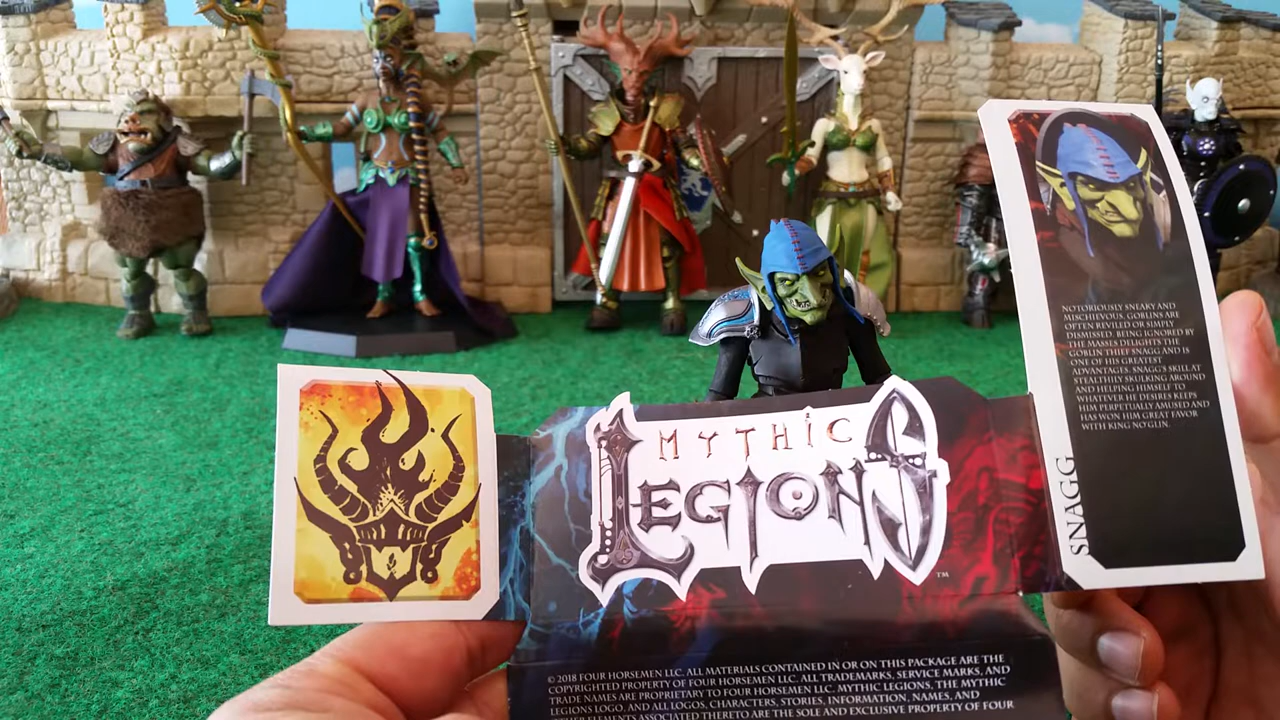 NOTORIOUSLY SNEAKY AND
MISCHIEVOUS, GOBLINS ARE
OFTEN REVILED OR SIMPLY
DISMISSED. BEING IGNORED BY
THE MASSES DELIGHTS THE
GOBLIN THIEF SNAGG AND IS
ONE OF HIS GREATEST
ADVANTAGES. SNAGG'S SKILL AT
STEALTHILY SKULKING AROUND
AND HELPING HIMSELF TO
WHATEVER HE DESIRES KEEPS
HIM PERPETUALLY AMUSED AND
HAS WON HIM GREAT FAVOR
WITH KING NO'GLIN.
SNAGG
MYTHIC
LEGIONS
TM
© 2018 FOUR HORSEMEN LLC. ALL MATERIALS CONTAINED IN OR ON THIS PACKAGE ARE THE
COPYRIGHTED PROPERTY OF FOUR HORSEMEN LLC. ALL TRADEMARKS, SERVICE MARKS, AND
TRADE NAMES ARE PROPRIETARY TO FOUR HORSEMEN LLC. MYTHIC LEGIONS, THE MYTHIC
LEGIONS LOGO, AND ALL LOGOS, CHARACTERS, STORIES, INFORMATION, NAMES, AND
OTHER ELEMENTS ASSOCIATED THERETO ARE THE SOLE AND EXCLUSIVE PROPERTY OF FOUR